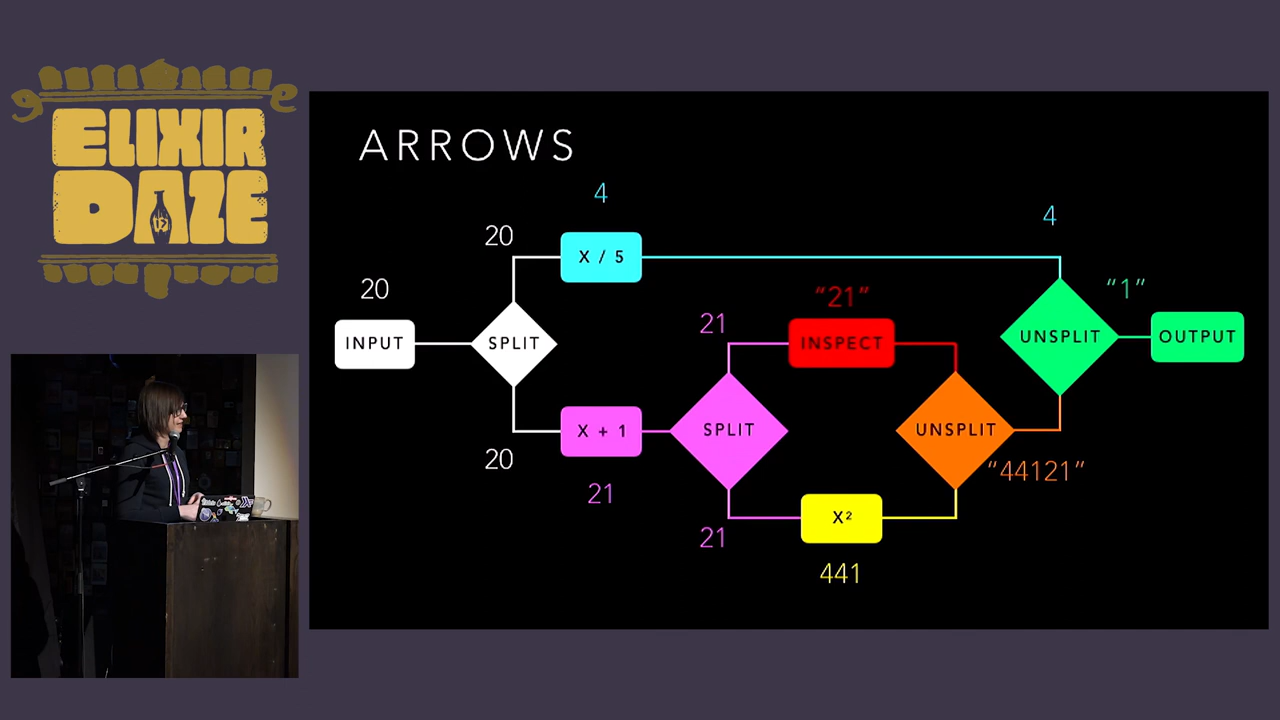 ELIXIR
DAZE
ARROWS
4
4
20
20
"1"
"21"
21
INPUT
SPLIT
X / 5
INSPECT
UNSPLIT
OUTPUT
X + 1
SPLIT
UNSPLIT
20
"44121"
21
X²
21
441